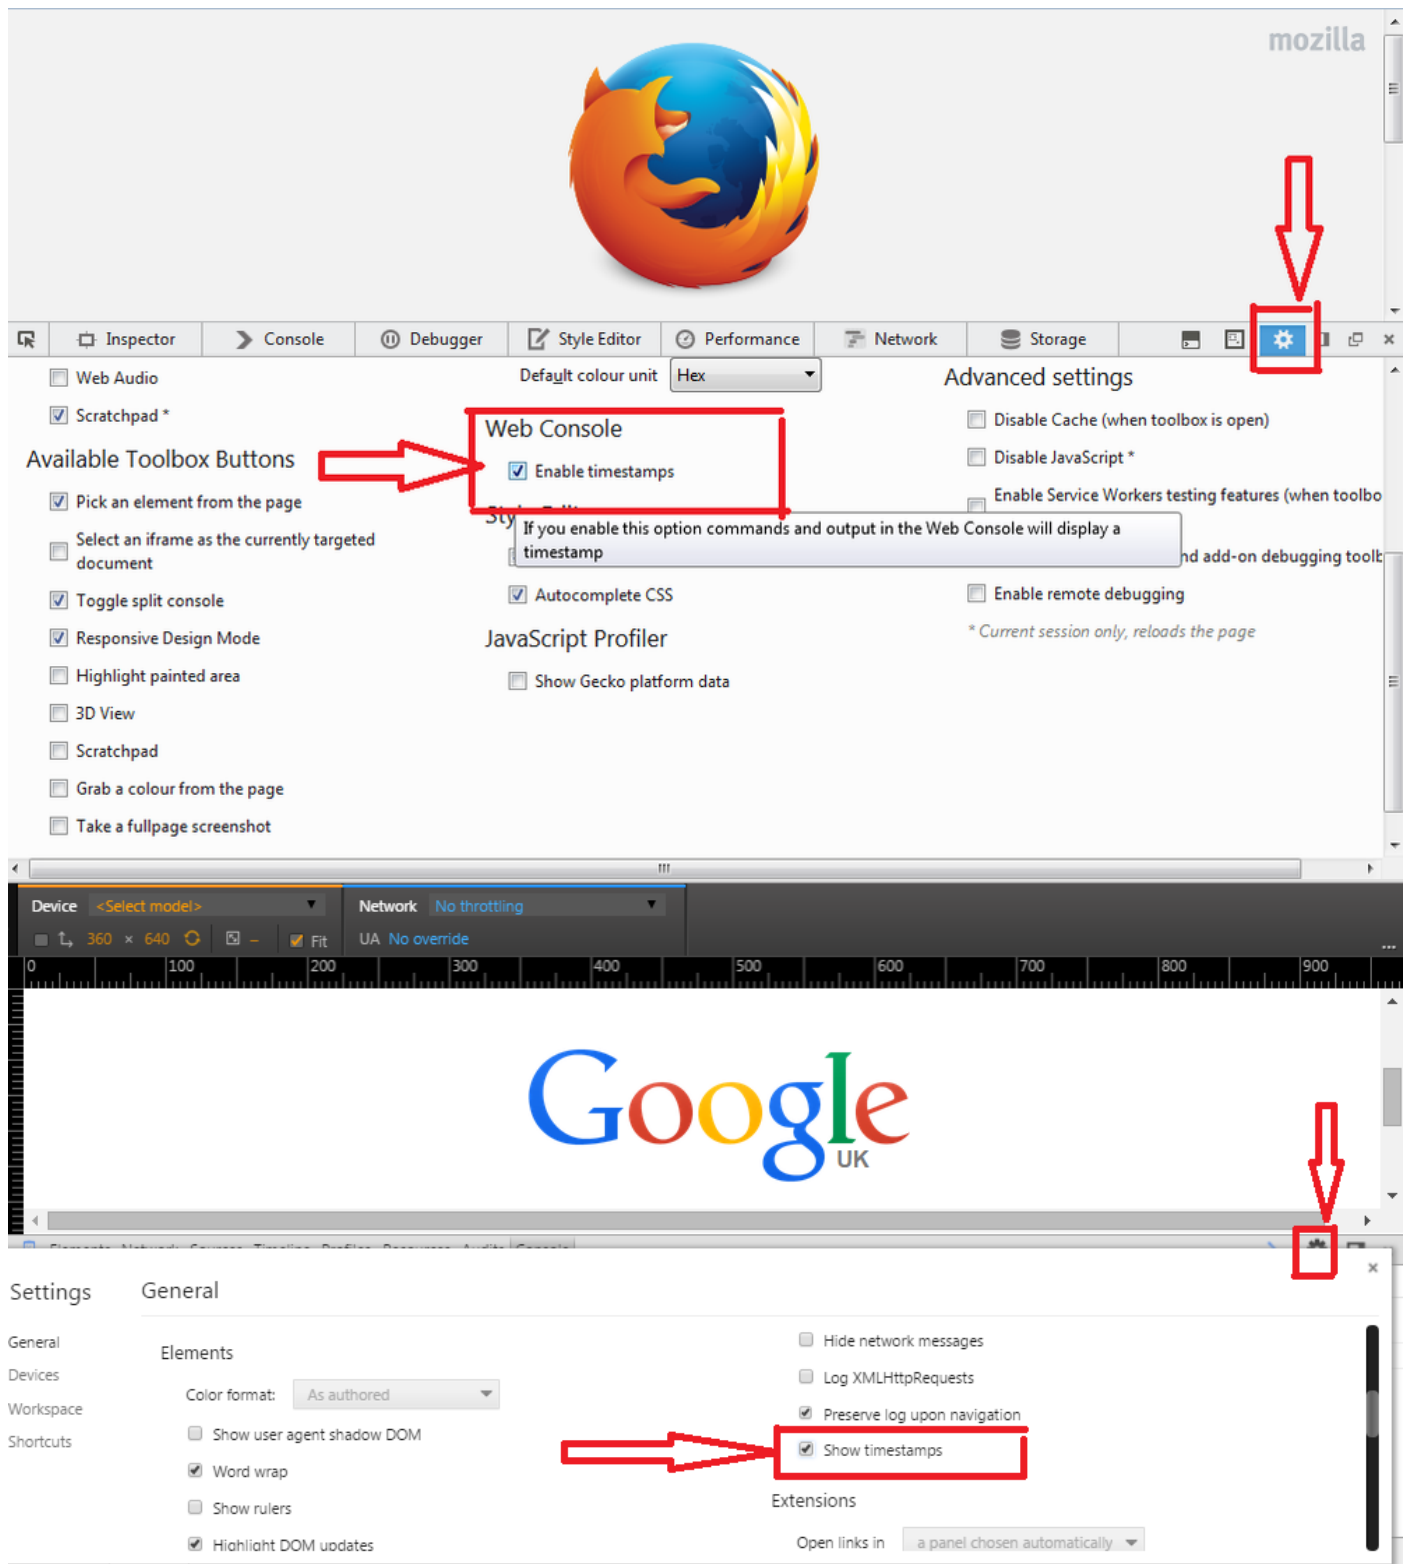 mozilla
Inspector
Console
Debugger
Style Editor
Performance
Network
Storage
Web Audio
Scratchpad *
Available Toolbox Buttons
Pick an element from the page
Select an iframe as the currently targeted
document
Toggle split console
Responsive Design Mode
Highlight painted area
3D View
Scratchpad
Grab a colour from the page
Take a fullpage screenshot
Default colour unit Hex
Web Console
Enable timestamps
If you enable this option commands and output in the Web Console will display a
timestamp
Autocomplete CSS
JavaScript Profiler
Show Gecko platform data
Advanced settings
Disable Cache (when toolbox is open)
Disable JavaScript *
Enable Service Workers testing features (when toolbo
nd add-on debugging toolb
Enable remote debugging
* Current session only, reloads the page
Device <Select model>
Network No throttling
360 × 640
Fit
UA No override
...
0 100 200 300 400 500 600 700 800 900
Google
UK
Elements Network Sources Timeline Profiles Resources Audits Console
Settings
General
Devices
Workspace
Shortcuts
General
Elements
Color format: As authored
Show user agent shadow DOM
Word wrap
Show rulers
Highlight DOM updates
Hide network messages
Log XMLHttpRequests
Preserve log upon navigation
Show timestamps
Extensions
Open links in a panel chosen automatically